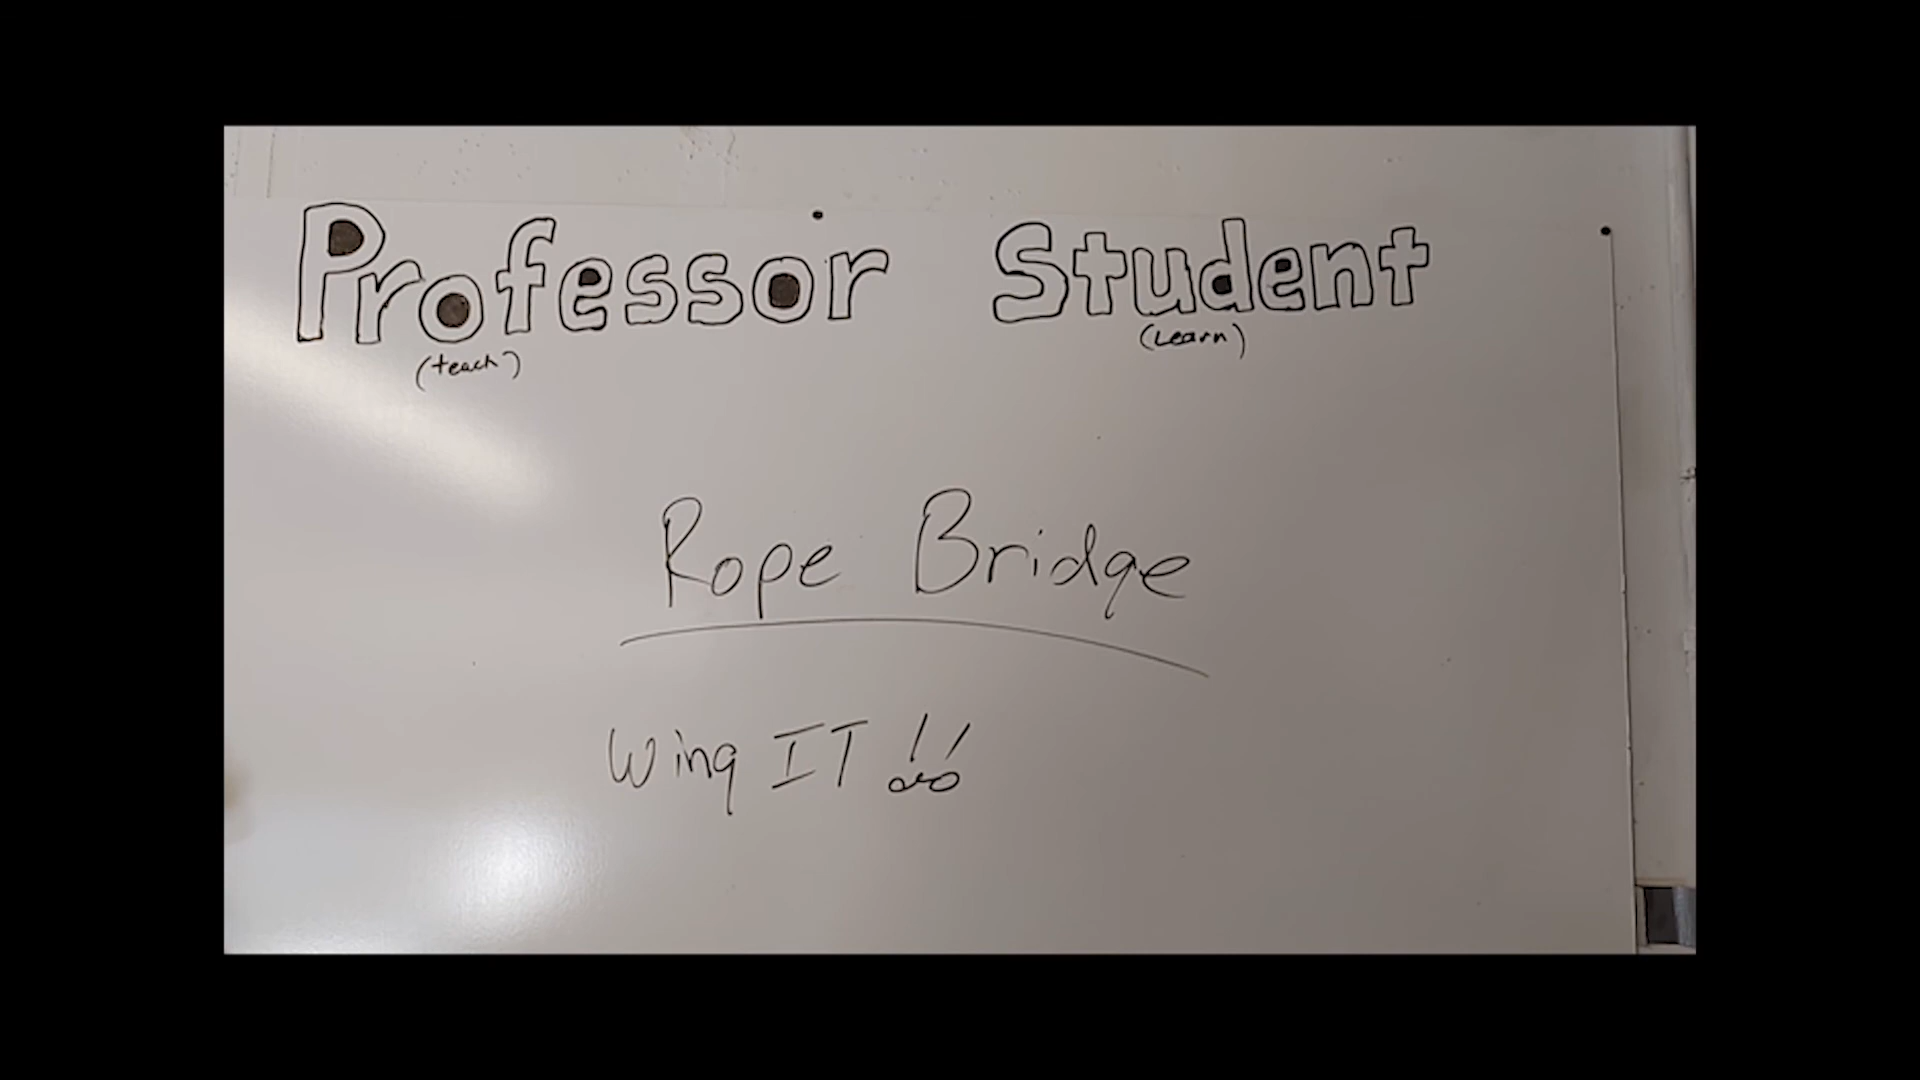 Professor Student
(teach) (Learn)
Rope Bridge
Wing IT !!